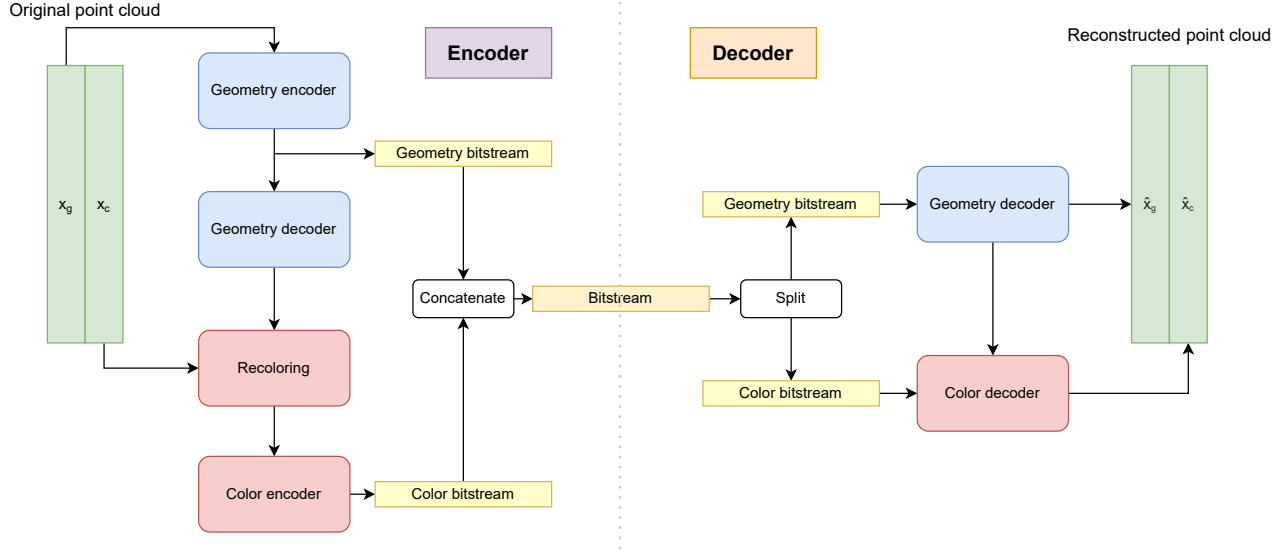 Original point cloud
Encoder
Decoder
Reconstructed point cloud
Geometry encoder
Geometry bitstream
x_g x_c
Geometry decoder
Concatenate
Recoloring
Color encoder
Color bitstream
Bitstream
Split
Geometry bitstream
Geometry decoder
Color bitstream
Color decoder
x̂_g x̂_c